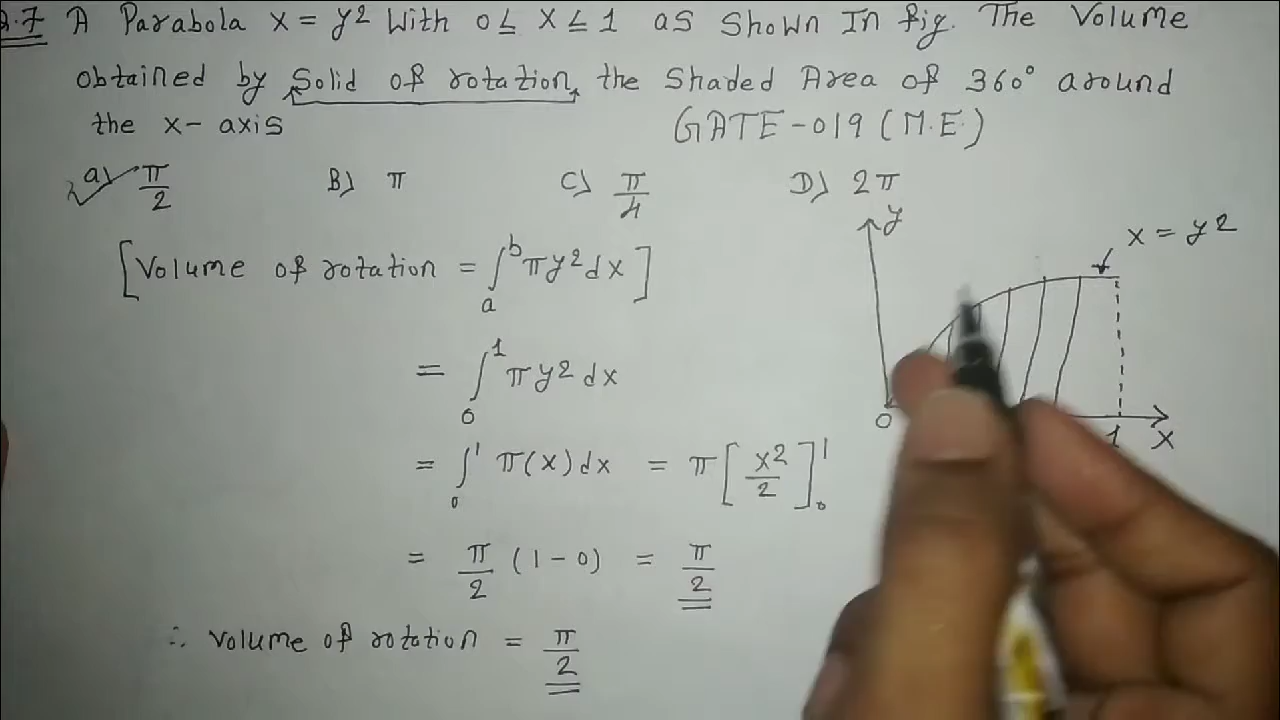 Q.7 A Parabola x = y² with 0 ≤ x ≤ 1 as shown In fig. The Volume
obtained by Solid of rotation, the Shaded Area of 360° around
the x-axis
GATE-019 (M.E.)
a) π/2 B) π C) π/4 D) 2π
[Volume of rotation = ∫ₐᵇ πy² dx]
= ∫₀¹ πy² dx
= ∫₀¹ π(x) dx = π[x²/2]₀¹
= π/2 (1-0) = π/2
∴ Volume of rotation = π/2
y
x = y²
0
1
x